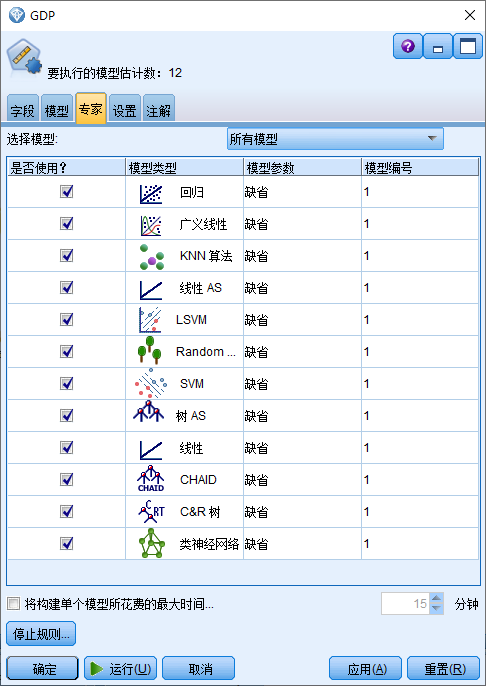 GDP
要执行的模型估计数：12
字段 模型 专家 设置 注解
选择模型: 所有模型
是否使用? 模型类型 模型参数 模型编号
回归 缺省 1
广义线性 缺省 1
KNN 算法 缺省 1
线性 AS 缺省 1
LSVM 缺省 1
Random ... 缺省 1
SVM 缺省 1
树 AS 缺省 1
线性 缺省 1
CHAID CHAID 缺省 1
C RT C&R 树 缺省 1
类神经网络 缺省 1
将构建单个模型所花费的最大时间... 15 分钟
停止规则...
确定 运行(U) 取消 应用(A) 重置(R)